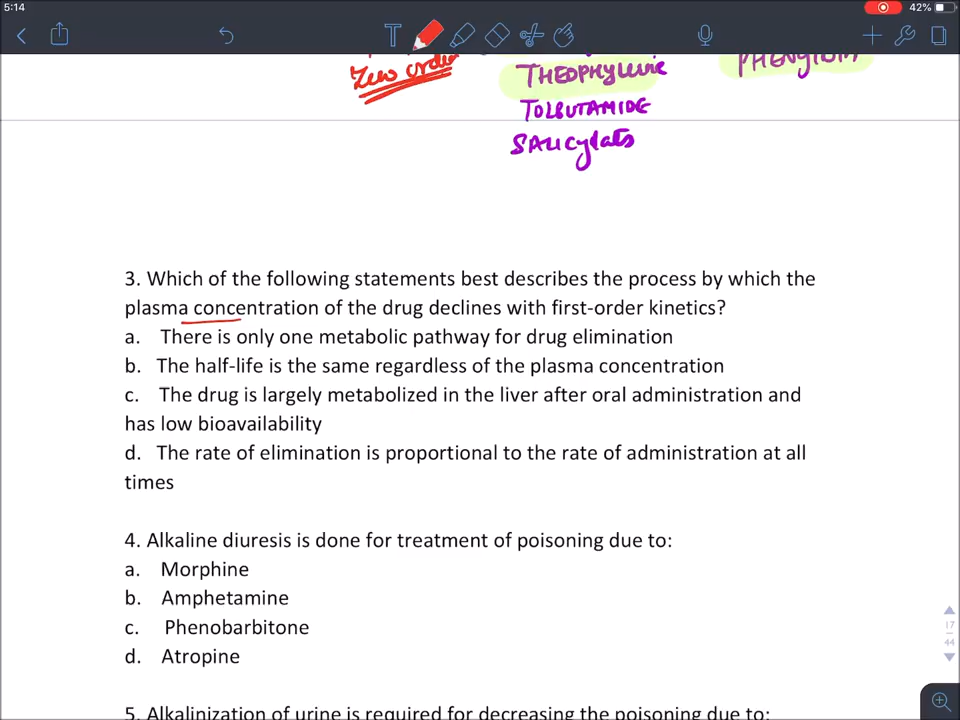 5:14
42%
T
Zero order
THEOPHYLLINE
PHENYTOIN
TOLBUTAMIDE
SALICYlates
3. Which of the following statements best describes the process by which the
plasma concentration of the drug declines with first-order kinetics?
a. There is only one metabolic pathway for drug elimination
b. The half-life is the same regardless of the plasma concentration
c. The drug is largely metabolized in the liver after oral administration and
has low bioavailability
d. The rate of elimination is proportional to the rate of administration at all
times
4. Alkaline diuresis is done for treatment of poisoning due to:
a. Morphine
b. Amphetamine
c. Phenobarbitone
d. Atropine
17
44
5. Alkalinization of urine is required for decreasing the poisoning due to: